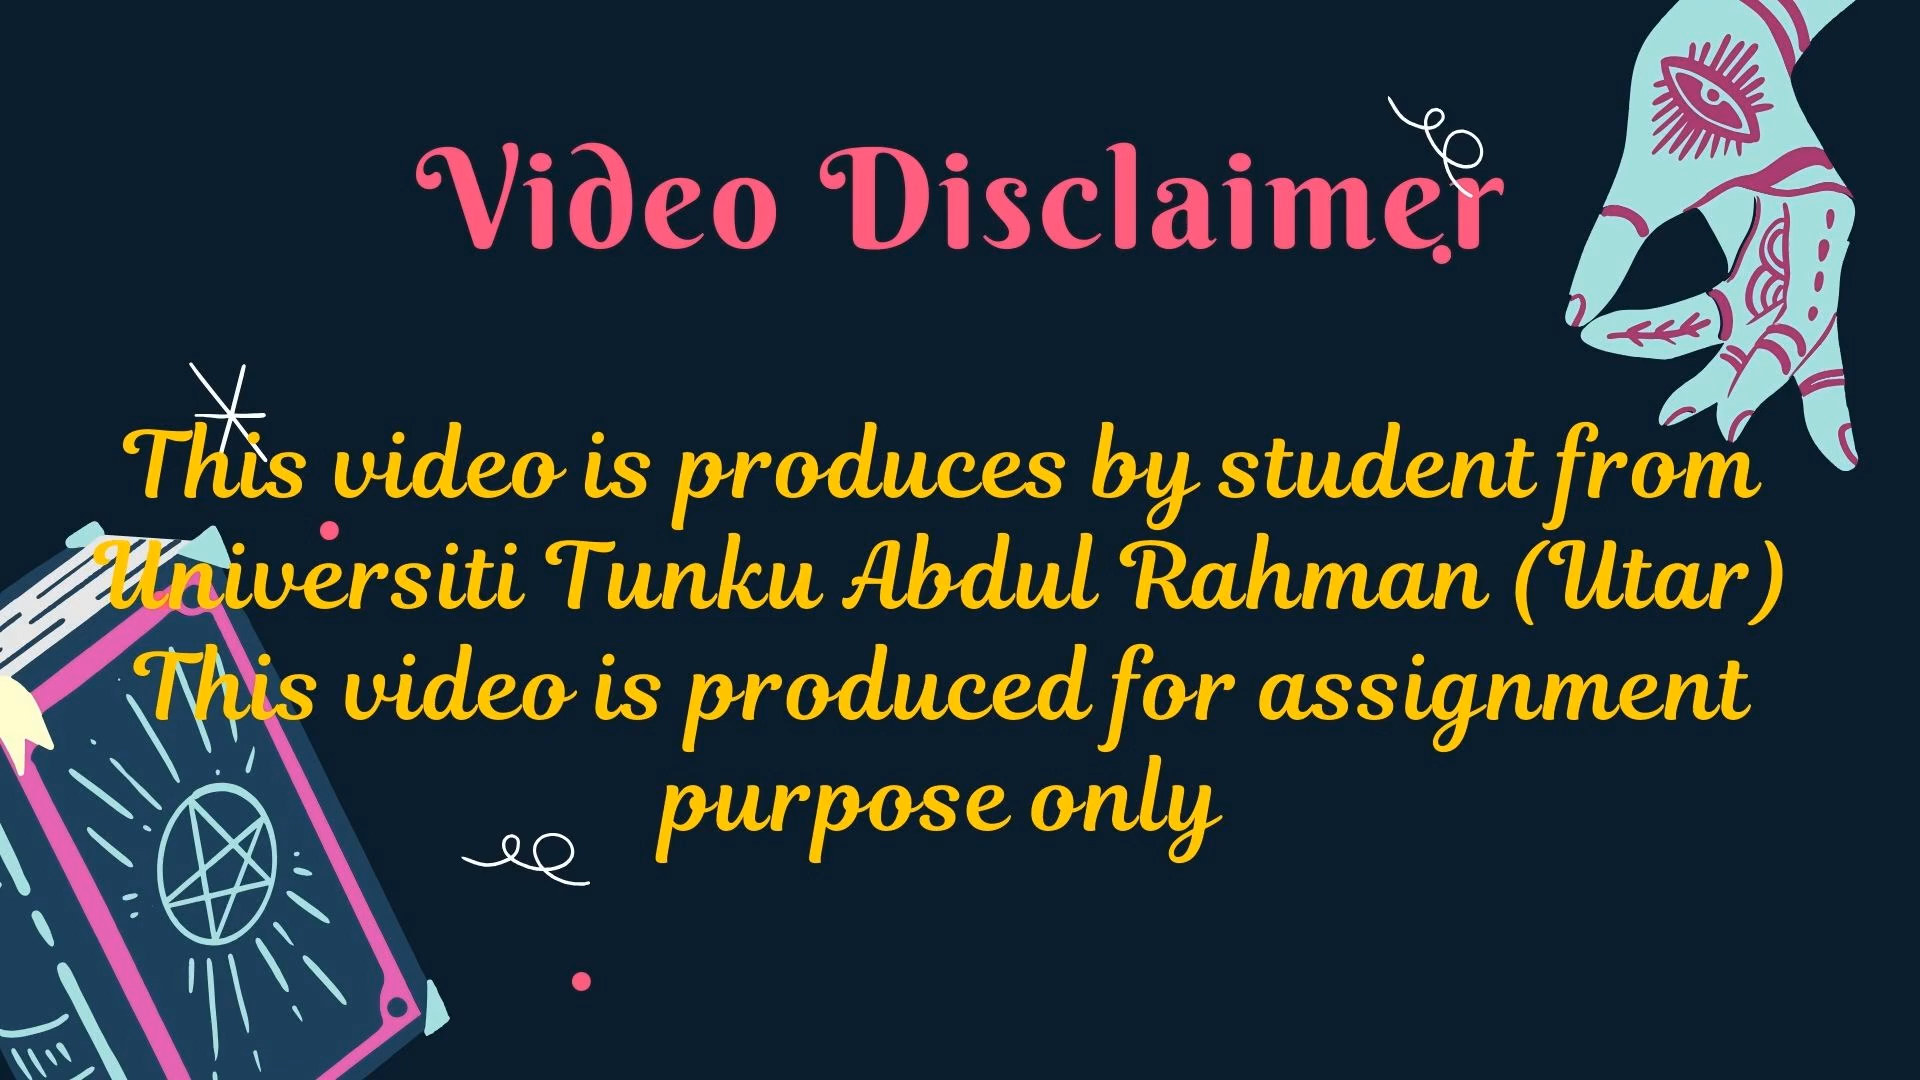 Video Disclaimer
This video is produces by student from
Universiti Tunku Abdul Rahman (Utar)
This video is produced for assignment
purpose only